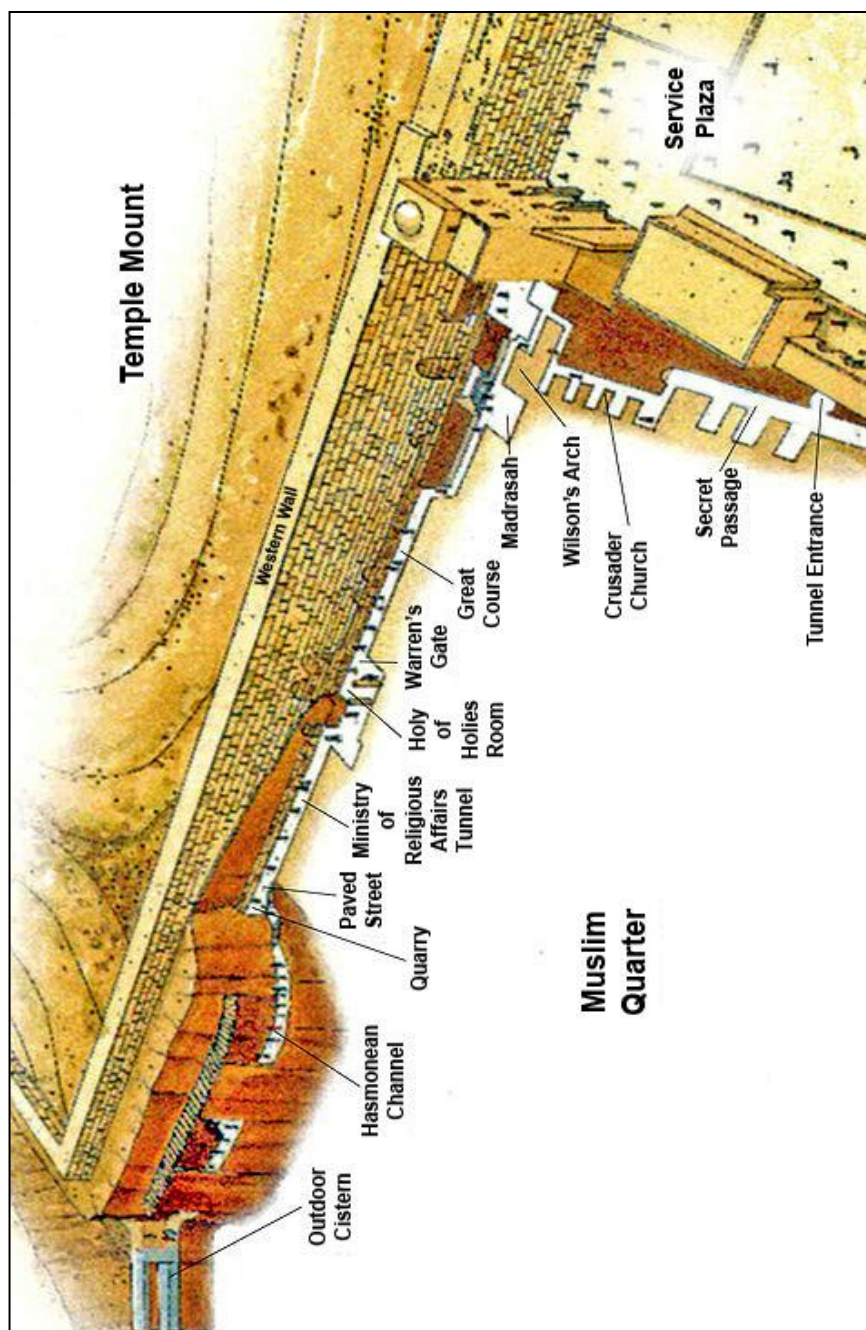 Temple Mount
Service
Plaza
Western Wall
Outdoor
Cistern
Hasmonean
Channel
Quarry
Paved
Street
Ministry
of
Religious
Affairs
Tunnel
Holy
of
Holies
Room
Warren's
Gate
Great
Course
Madrasah
Wilson's Arch
Crusader
Church
Secret
Passage
Tunnel Entrance
Muslim
Quarter